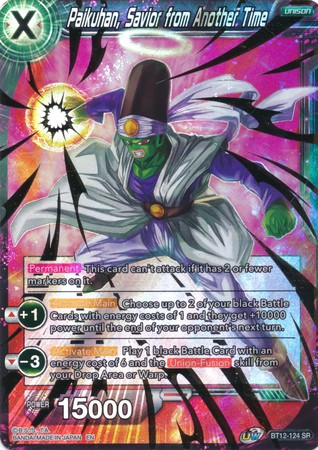 X
Paikuhan, Savior from Another Time
UNISON
Permanent This card can't attack if it has 2 or fewer
markers on it.
+1
Activate Main Choose up to 2 of your black Battle
Cards with energy costs of 1 and they get +10000
power until the end of your opponent's next turn.
-3
Activate Main Play 1 black Battle Card with an
energy cost of 6 and the Union-Fusion skill from
your Drop Area or Warp.
POWER 15000
BANDAI MADE IN JAPAN EN
BT12-124 SR